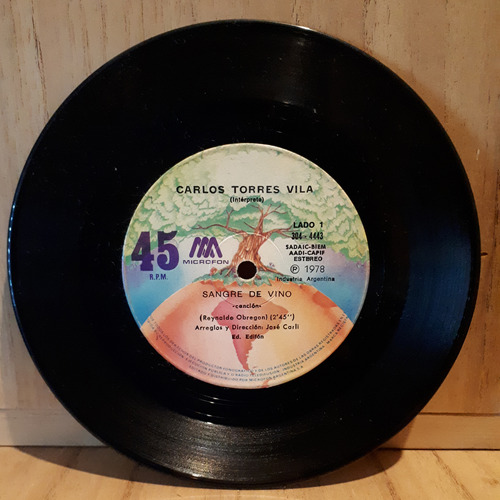 CARLOS TORRES VILA
(Intérprete)
45
R.P.M.
MICROFON
LADO 1
304 - 4443
SADAIC-BIEM
AADI-CAPIF
ESTEREO
Ⓟ 1978
Industria Argentina
SANGRE DE VINO
-canción-
(Reynaldo Obregon) (2'45'')
Arreglos y Dirección: José Carli
Ed. Edifón